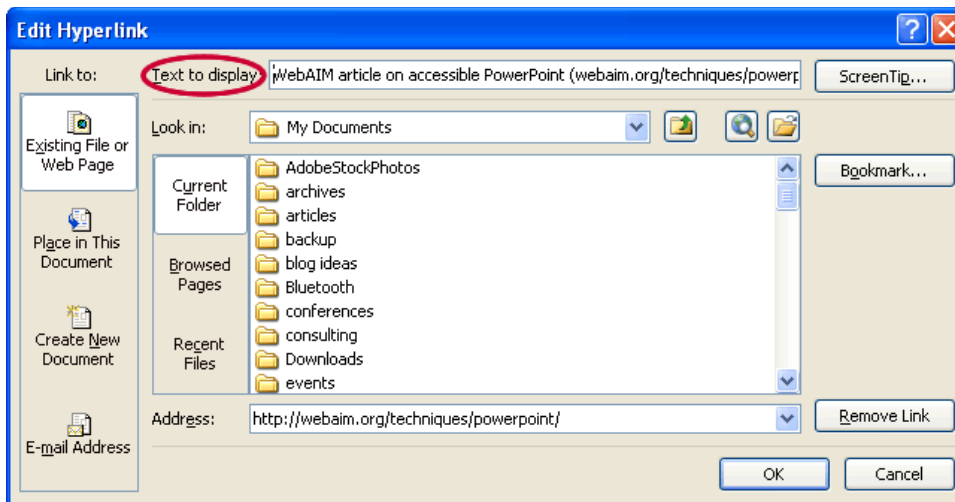 Edit Hyperlink
Link to:
Text to display: WebAIM article on accessible PowerPoint (webaim.org/techniques/powerp
ScreenTip...
Existing File or
Web Page
Look in: My Documents
Current
Folder
AdobeStockPhotos
archives
articles
backup
blog ideas
Bluetooth
conferences
consulting
Downloads
events
Bookmark...
Place in This
Document
Browsed
Pages
Create New
Document
Recent
Files
E-mail Address
Address: http://webaim.org/techniques/powerpoint/
Remove Link
OK
Cancel